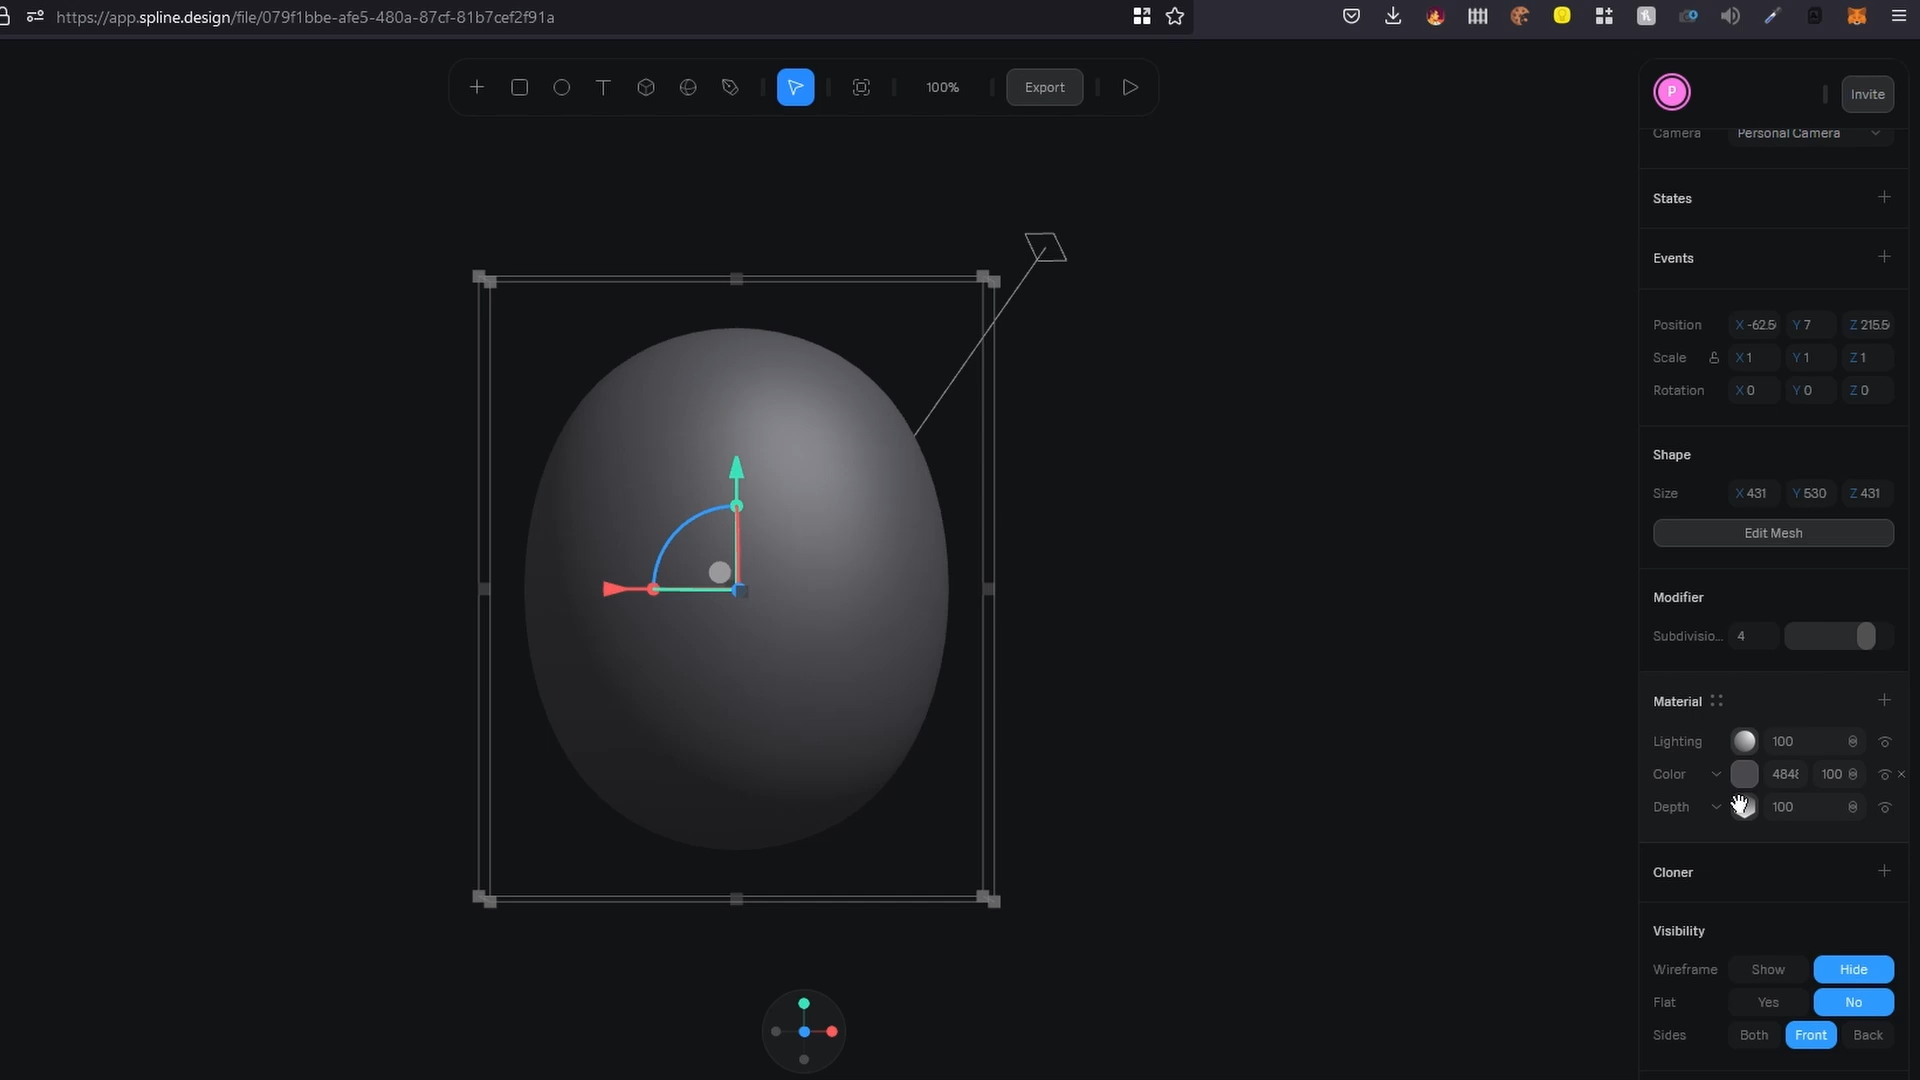 https://app.spline.design/file/079f1bbe-afe5-480a-87cf-81b7cef2f91a
100%
Export
P
Invite
Camera Personal Camera
States
Events
Position X -62.5 Y 7 Z 215.5
Scale X 1 Y 1 Z 1
Rotation X 0 Y 0 Z 0
Shape
Size X 431 Y 530 Z 431
Edit Mesh
Modifier
Subdivisio... 4
Material
Lighting 100
Color 4848 100
Depth 100
Cloner
Visibility
Wireframe Show Hide
Flat Yes No
Sides Both Front Back